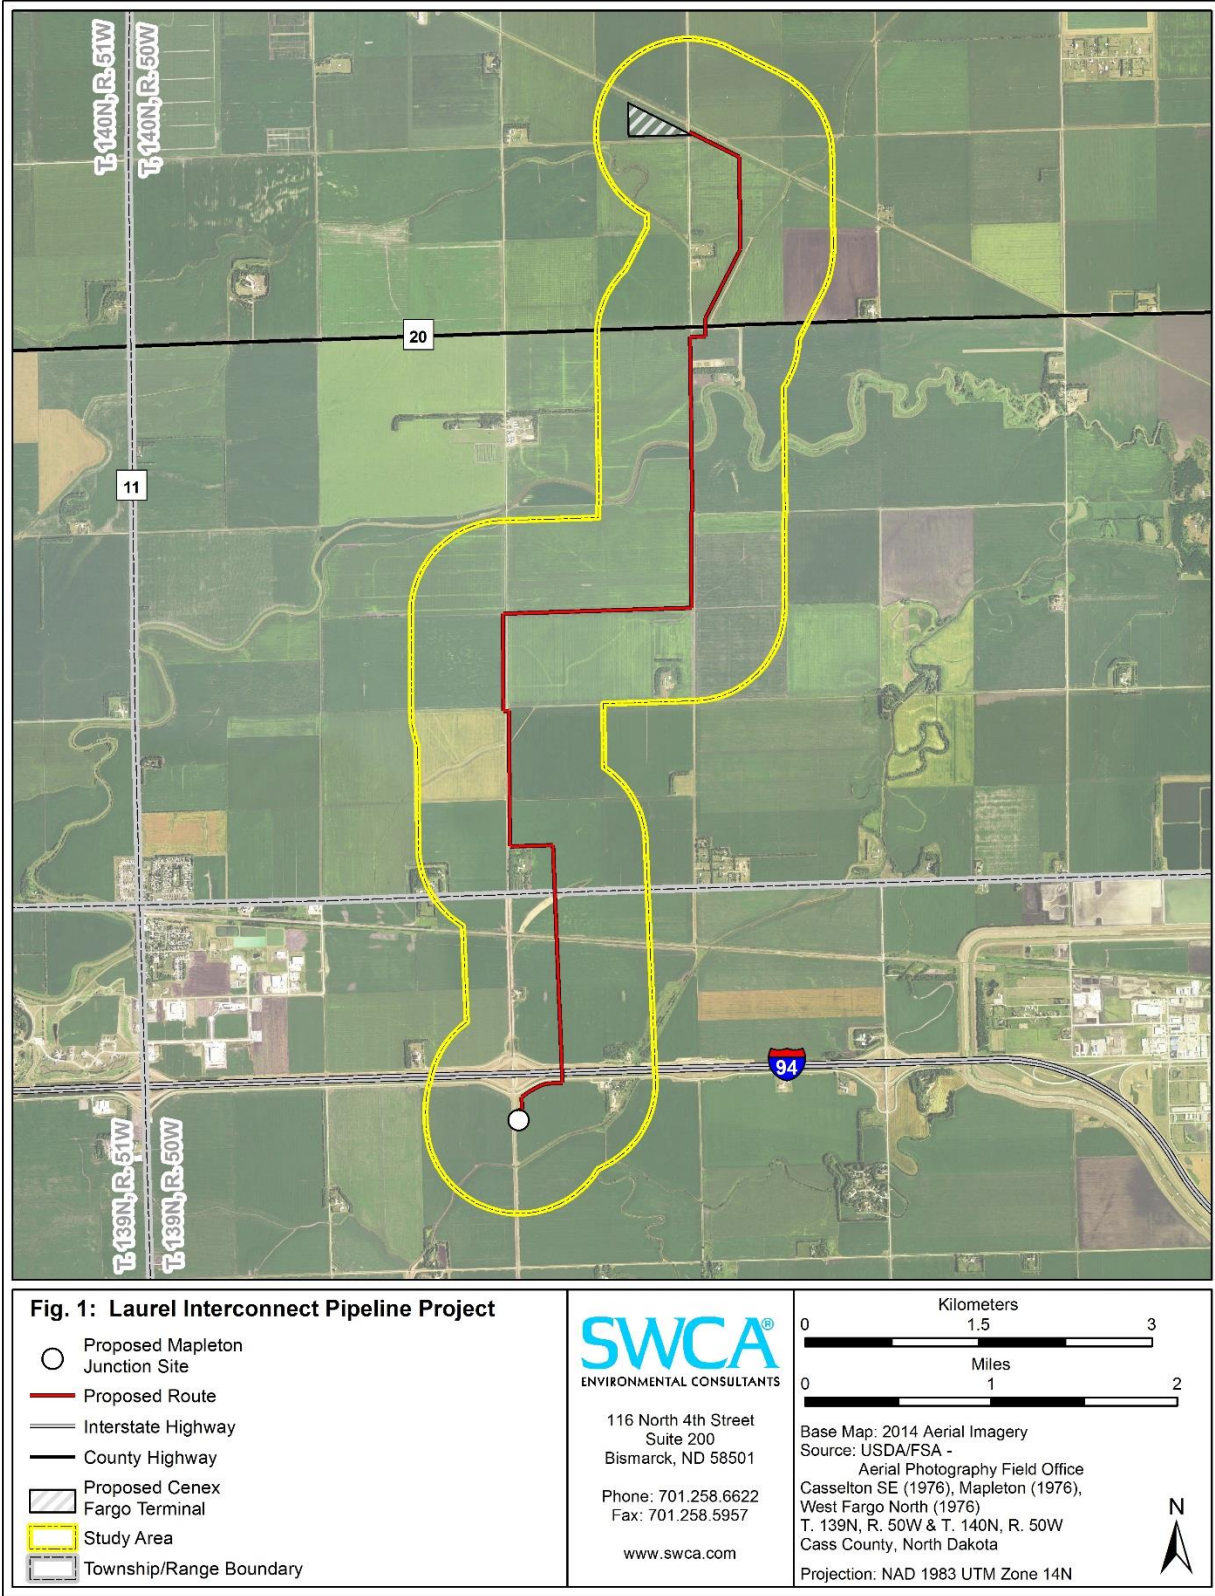 T. 140N, R. 51W
T. 140N, R. 50W
20
11
94
T. 139N, R. 51W
T. 139N, R. 50W
Fig. 1: Laurel Interconnect Pipeline Project
Proposed Mapleton
Junction Site
Proposed Route
Interstate Highway
County Highway
Proposed Cenex
Fargo Terminal
Study Area
Township/Range Boundary
SWCA®
ENVIRONMENTAL CONSULTANTS
116 North 4th Street
Suite 200
Bismarck, ND 58501
Phone: 701.258.6622
Fax: 701.258.5957
www.swca.com
Kilometers
0 1.5 3
Miles
0 1 2
Base Map: 2014 Aerial Imagery
Source: USDA/FSA -
Aerial Photography Field Office
Casselton SE (1976), Mapleton (1976),
West Fargo North (1976)
T. 139N, R. 50W & T. 140N, R. 50W
Cass County, North Dakota
Projection: NAD 1983 UTM Zone 14N
N